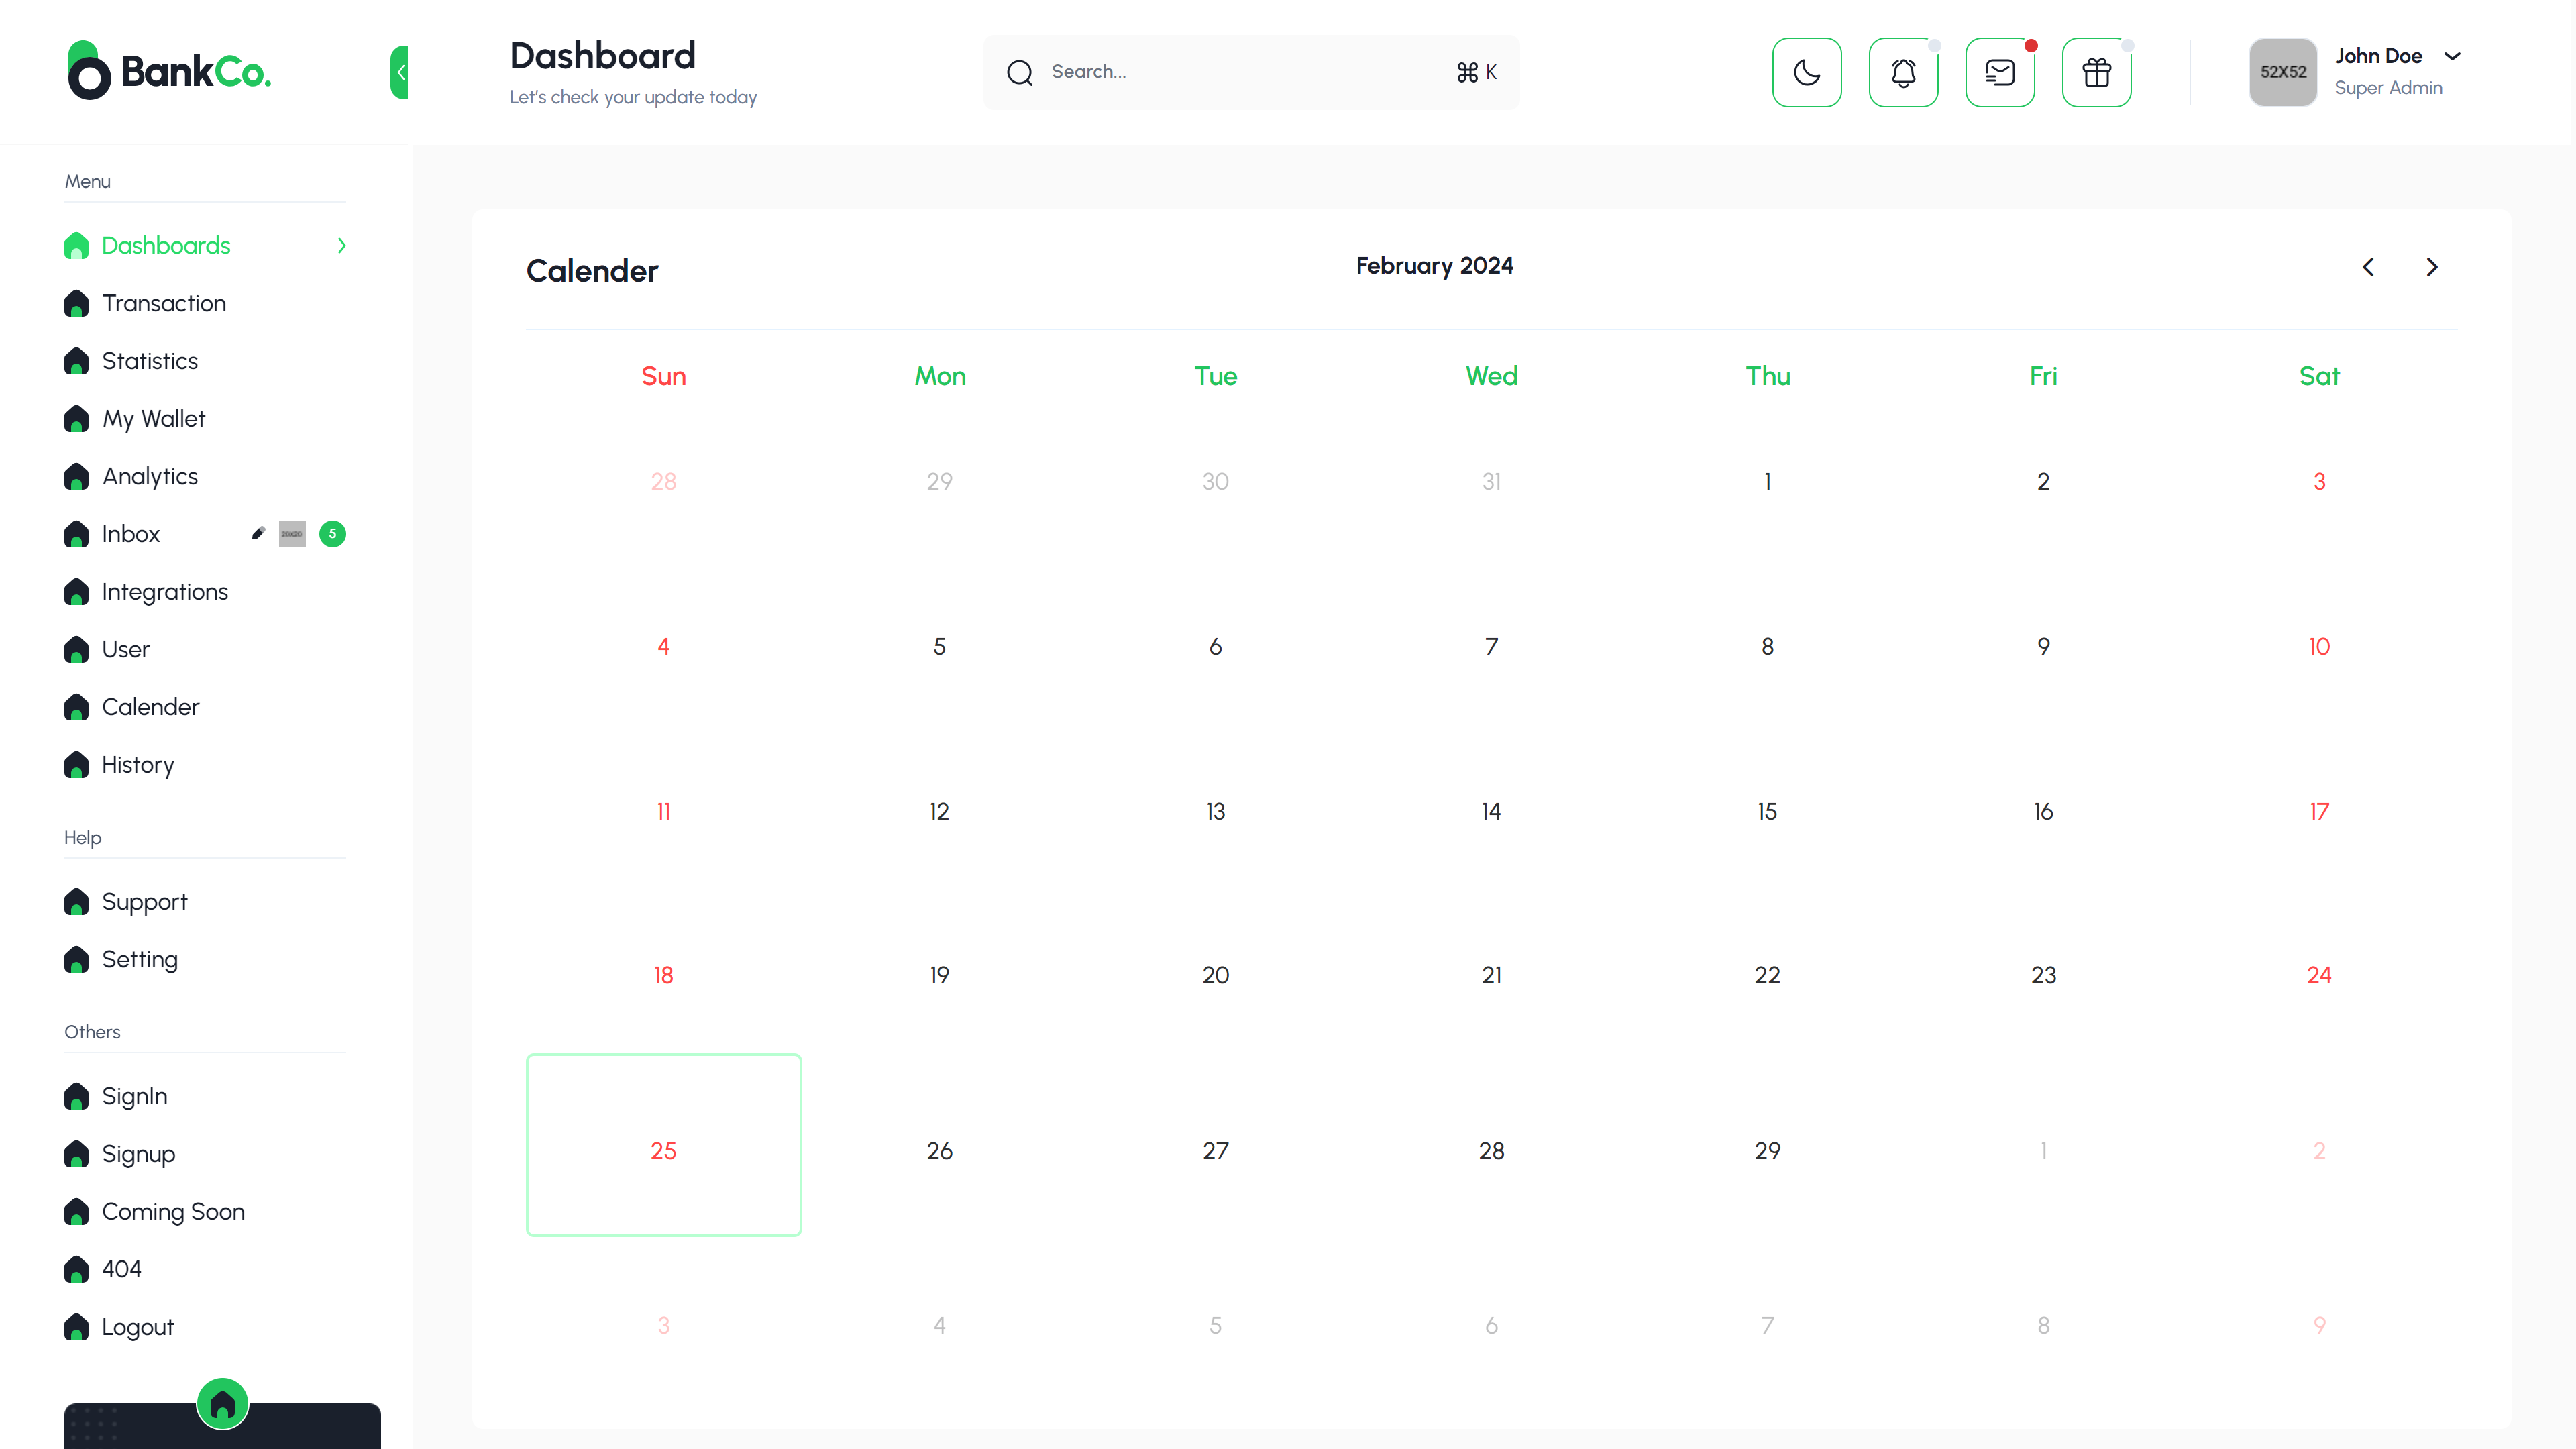 BankCo.
Dashboard
Let's check your update today
Search...
⌘ K
52X52
John Doe
Super Admin
Menu
Dashboards
Transaction
Statistics
My Wallet
Analytics
Inbox
20X20
5
Integrations
User
Calender
History
Help
Support
Setting
Others
SignIn
Signup
Coming Soon
404
Logout
Calender
February 2024
Sun Mon Tue Wed Thu Fri Sat
28 29 30 31 1 2 3
4 5 6 7 8 9 10
11 12 13 14 15 16 17
18 19 20 21 22 23 24
25 26 27 28 29 1 2
3 4 5 6 7 8 9